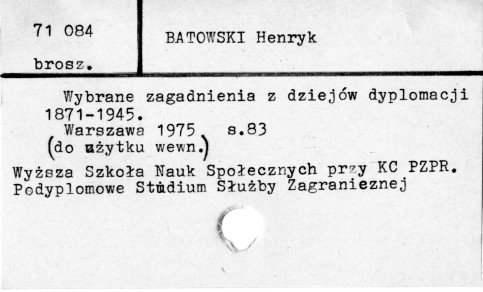 71 084
BATOWSKI Henryk
brosz.
Wybrane zagadnienia z dziejów dyplomacji
1871-1945.
Warszawa 1975 s.83
(do użytku wewn.)
Wyższa Szkoła Nauk Społecznych przy KC PZPR.
Podyplomowe Studium Służby Zagranieznej